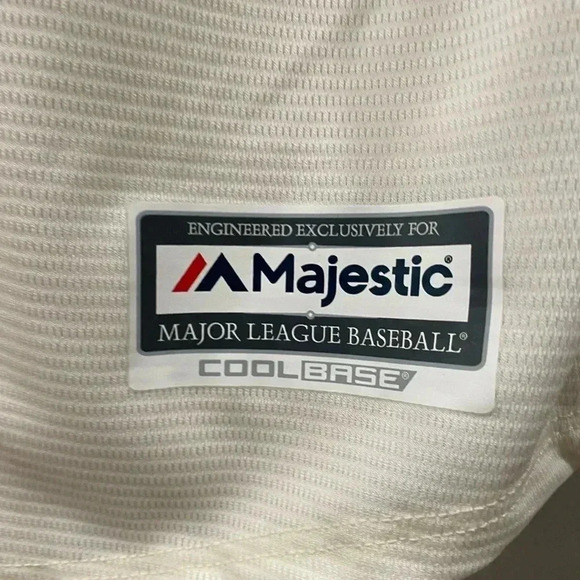 ENGINEERED EXCLUSIVELY FOR
Majestic®
MAJOR LEAGUE BASEBALL®
COOLBASE®